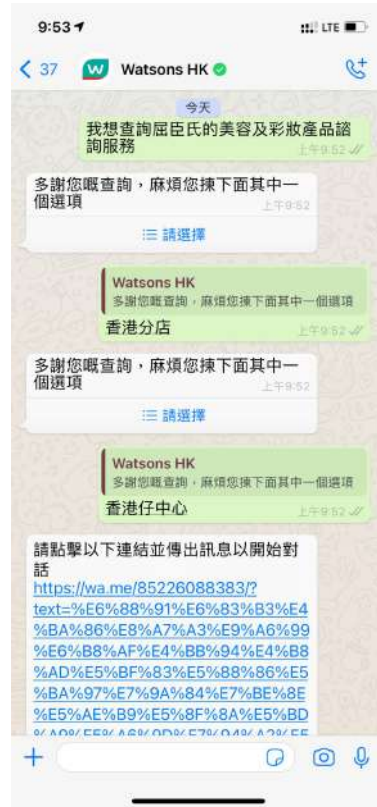 9:53
LTE
37
Watsons HK
今天
我想查詢屈臣氏的美容及彩妝產品諮
詢服務
上午9:52
多謝您嘅查詢，麻煩您揀下面其中一
個選項
上午9:52
請選擇
Watsons HK
多謝您嘅查詢，麻煩您揀下面其中一個選項
香港分店
上午9:52
多謝您嘅查詢，麻煩您揀下面其中一
個選項
上午9:52
請選擇
Watsons HK
多謝您嘅查詢，麻煩您揀下面其中一個選項
香港仔中心
上午9:52
請點擊以下連結並傳出訊息以開始對
話
https://wa.me/85226088383/?
text=%E6%88%91%E6%83%B3%E4
%BA%86%E8%A7%A3%E9%A6%99
%E6%B8%AF%E4%BB%94%E4%B8
%AD%E5%BF%83%E5%88%86%E5
%BA%97%E7%9A%84%E7%BE%8E
%E5%AE%B9%E5%8F%8A%E5%BD